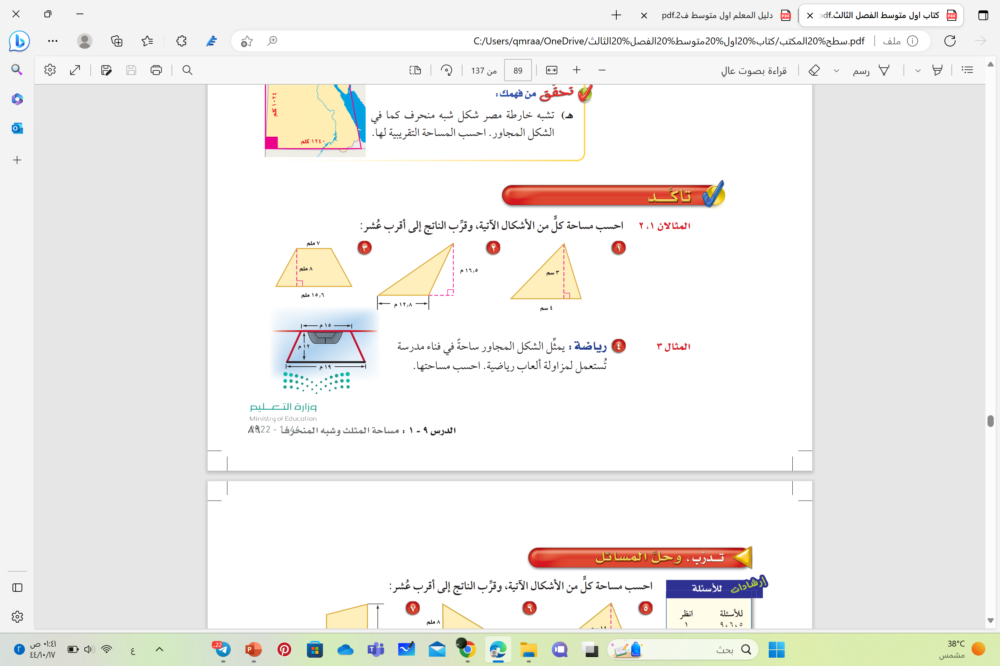 كتاب اول متوسط الفصل الثالث.pdf
دليل المعلم اول متوسط ف2.pdf
ملف
C:/Users/qmraa/OneDrive/سطح%20المكتب/كتاب%20اول%20متوسط%20الفصل%20الثالث.pdf
قراءة بصوت عالٍ
رسم
89
من 137
تحقق من فهمك:
هـ) تشبه خارطة مصر شكل شبه منحرف كما في
الشكل المجاور. احسب المساحة التقريبية لها.
١٠٢٤ كلم
١٢٤٠ كلم
تأكَّد
المثالان ١، ٢
احسب مساحة كلٍّ من الأشكال الآتية، وقرِّب الناتج إلى أقرب عُشر:
١
٣ سم
٤ سم
٢
١٦,٥ م
١٢,٨ م
٣
٧ ملم
٨ ملم
١٥,٦ ملم
المثال ٣
٤ رياضة: يمثِّل الشكل المجاور ساحةً في فناء مدرسة
تُستعمل لمزاولة ألعاب رياضية. احسب مساحتها.
١٥ م
١٢ م
١٩ م
وزارة التعليم
Ministry of Education
2022 - 1444
الدرس ٩ - ١ : مساحة المثلث وشبه المنحرف
٨٩
تدرَّب، وحلَّ المسائل
إرشادات للأسئلة
للأسئلة انظر
٥، ٦، ٩ ١
احسب مساحة كلٍّ من الأشكال الآتية، وقرِّب الناتج إلى أقرب عُشر:
٥
٦
٨ ملم
٧
38°C
مشمس
بحث
22..
ع
٠١:٤١ ص
٤٤/١٠/١٧
٢